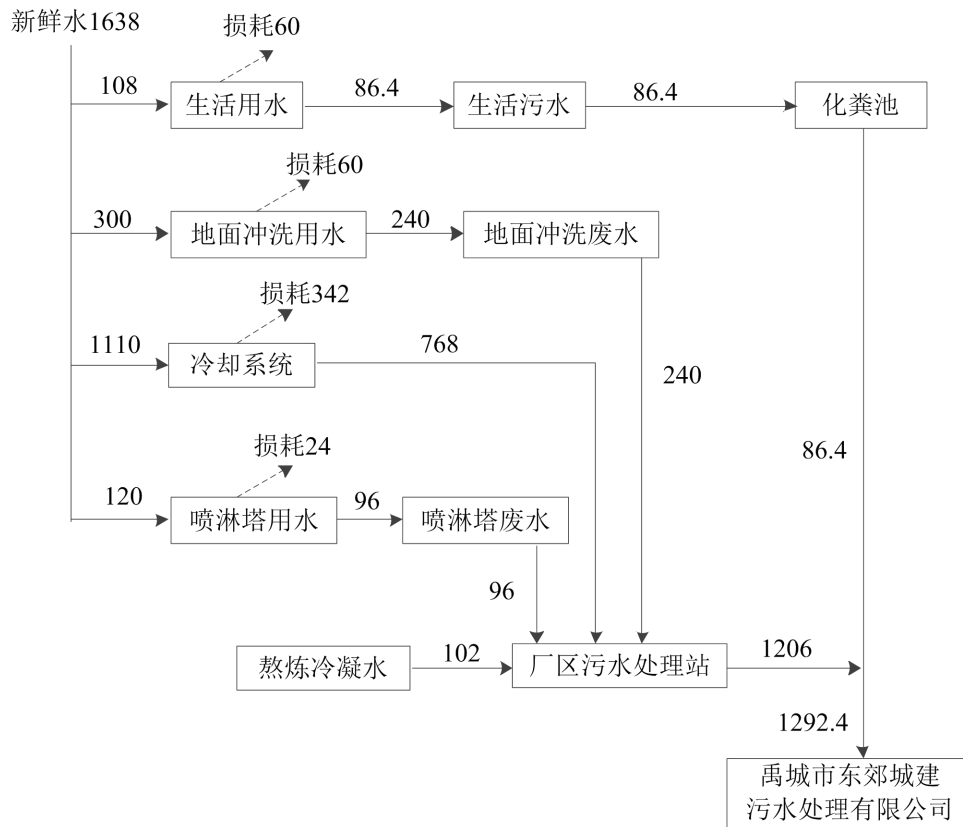 新鲜水1638
损耗60
108
生活用水
86.4
生活污水
86.4
化粪池
损耗60
300
地面冲洗用水
240
地面冲洗废水
损耗342
1110
冷却系统
768
240
86.4
损耗24
120
喷淋塔用水
96
喷淋塔废水
96
熬炼冷凝水
102
厂区污水处理站
1206
1292.4
禹城市东郊城建
污水处理有限公司